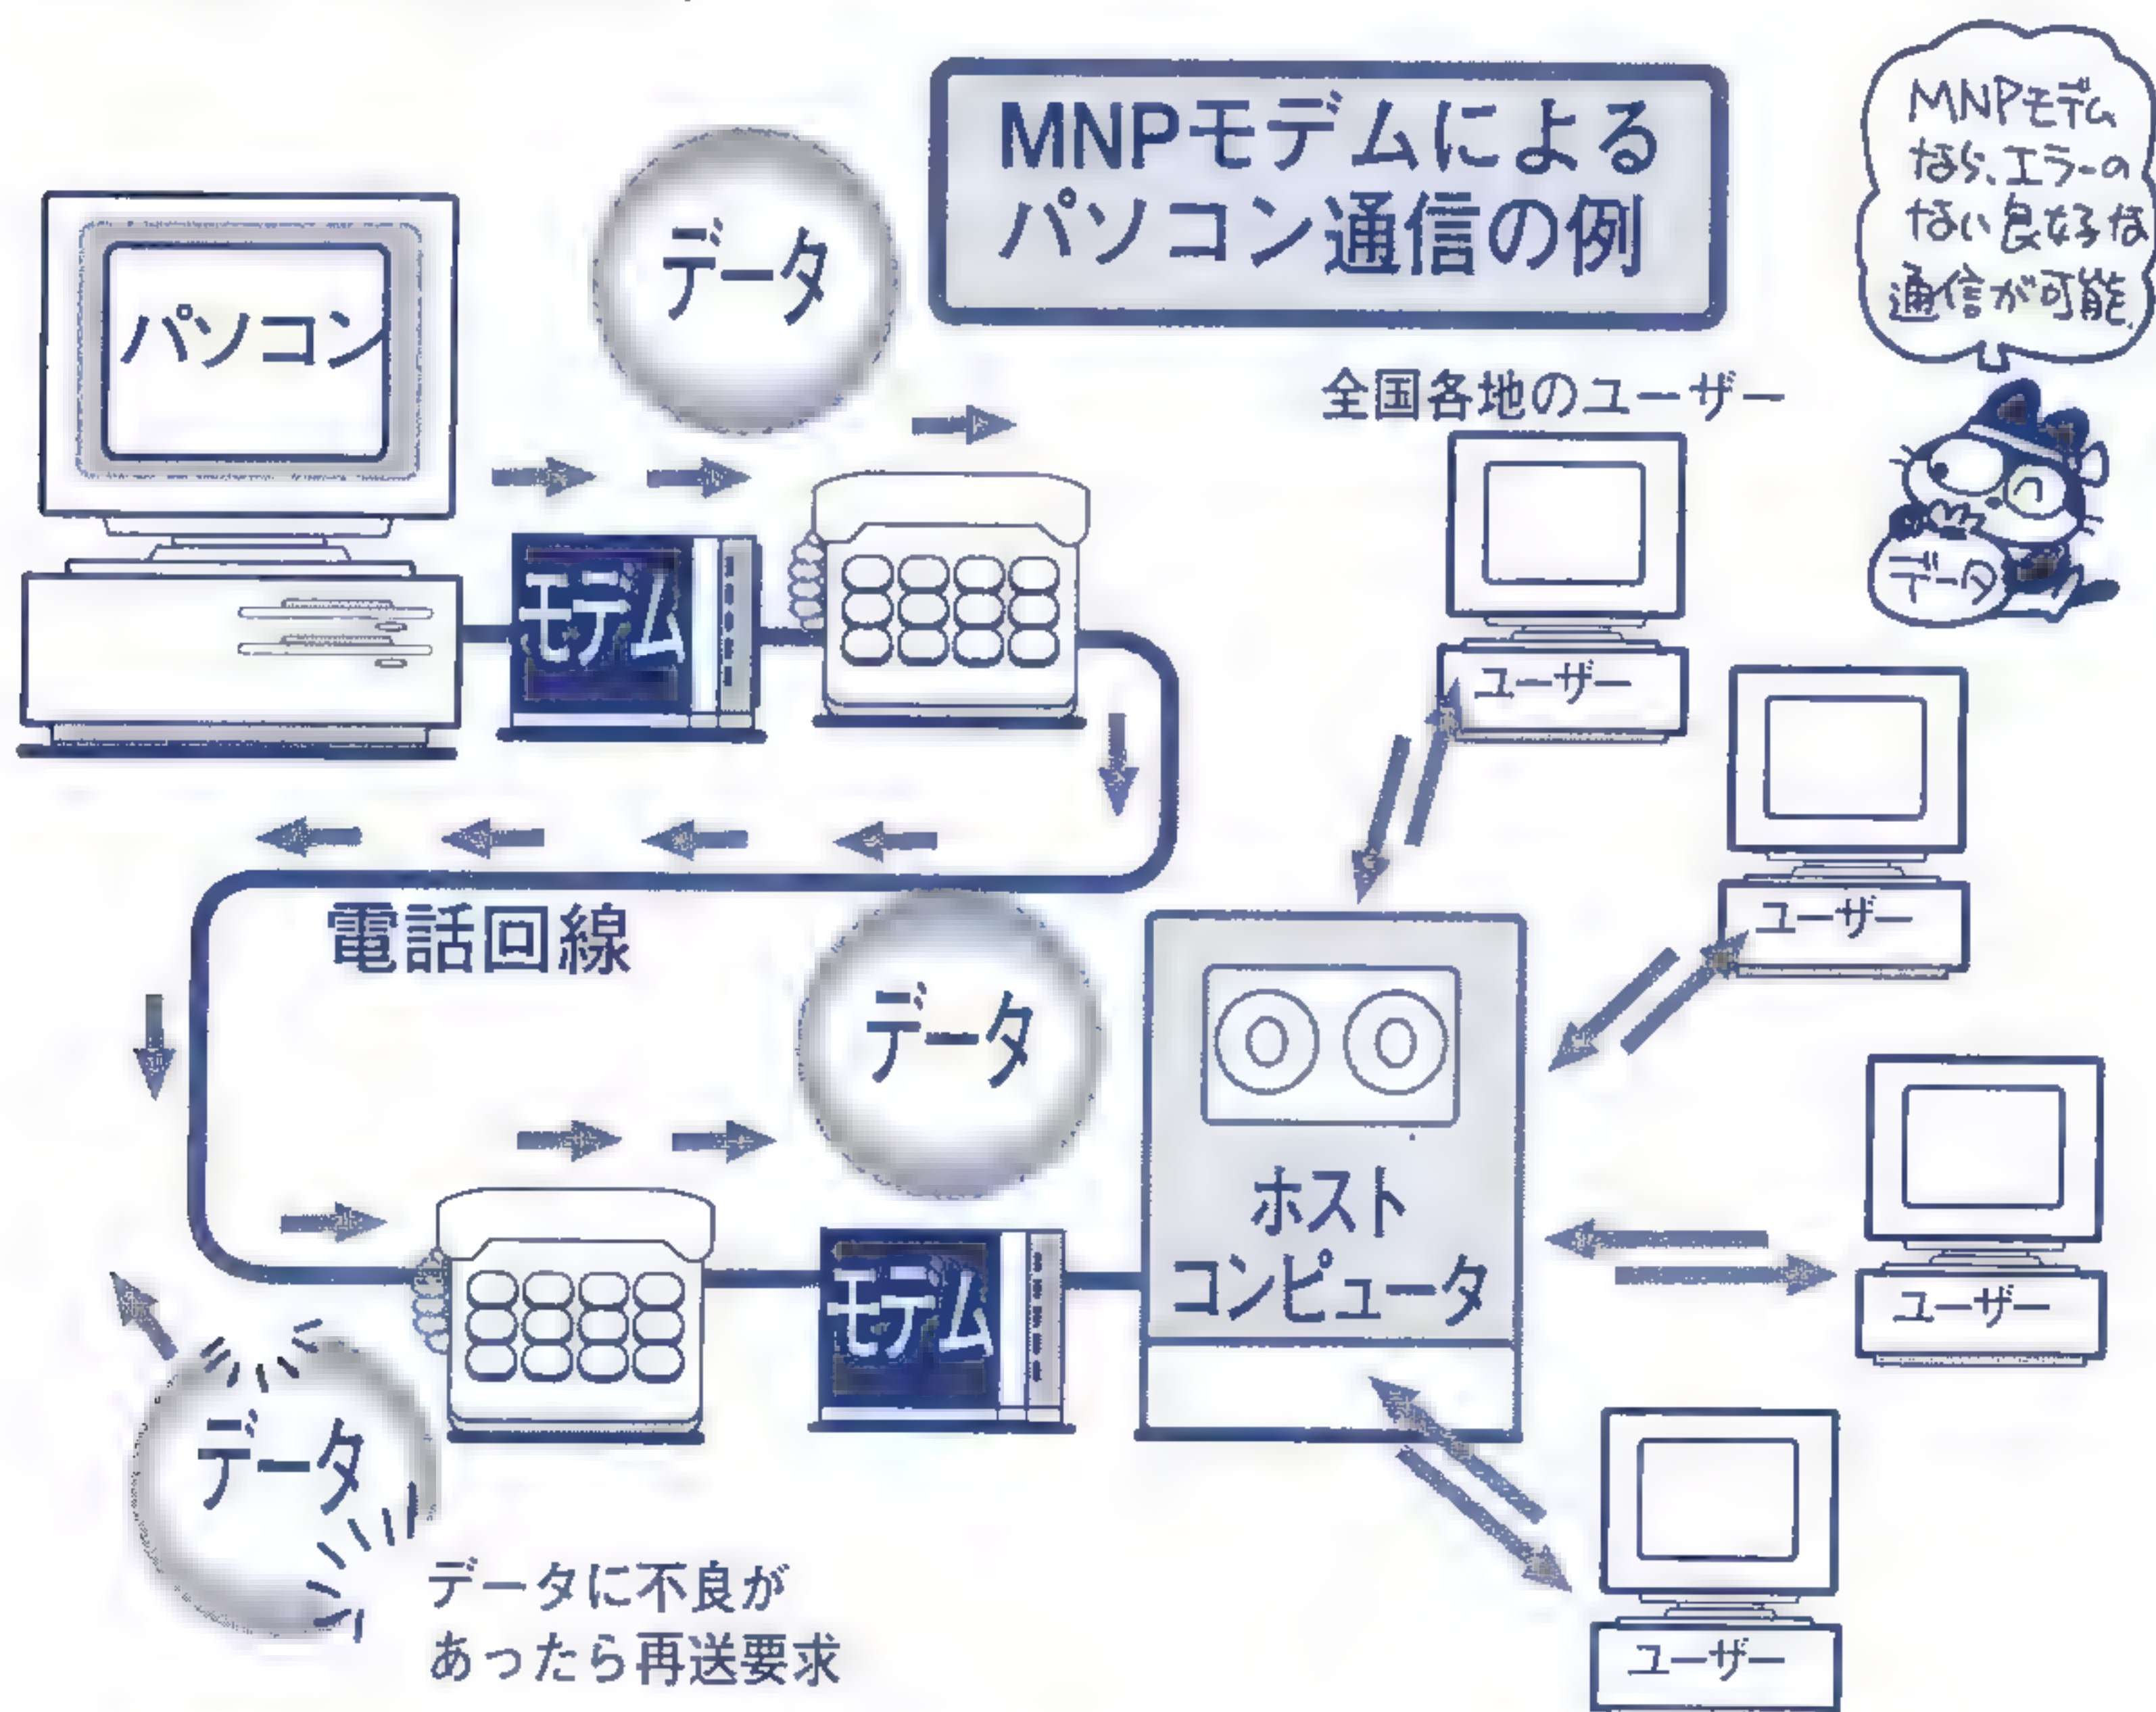 MNPモデムによる
パソコン通信の例
MNPモデム
なら、エラーの
ない良好な
通信が可能
パソコン
データ
全国各地のユーザー
モデム
データ
ユーザー
ユーザー
電話回線
データ
ホスト
コンピュータ
モデム
ユーザー
データ
データに不良が
あったら再送要求
ユーザー